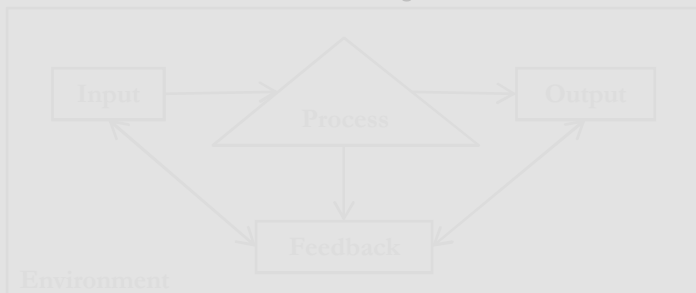 Input
Output
Process
Feedback
Environment